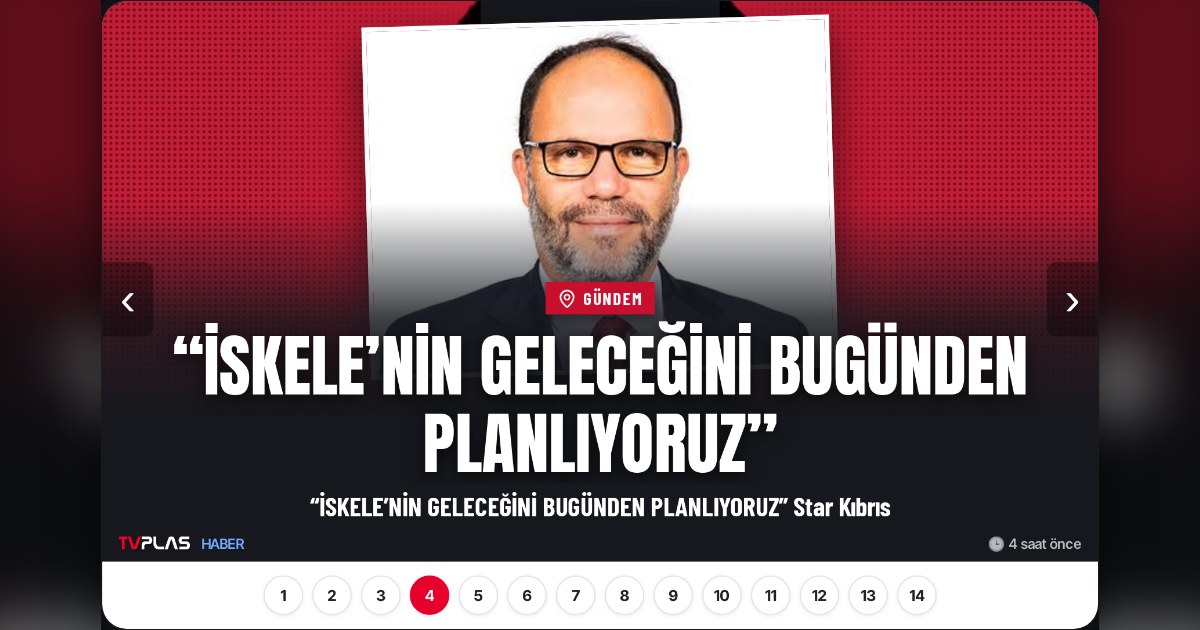 GÜNDEM
“İSKELE’NİN GELECEĞİNİ BUGÜNDEN
PLANLIYORUZ”
“İSKELE’NİN GELECEĞİNİ BUGÜNDEN PLANLIYORUZ” Star Kıbrıs
TVPLAS HABER
4 saat önce
1 2 3 4 5 6 7 8 9 10 11 12 13 14